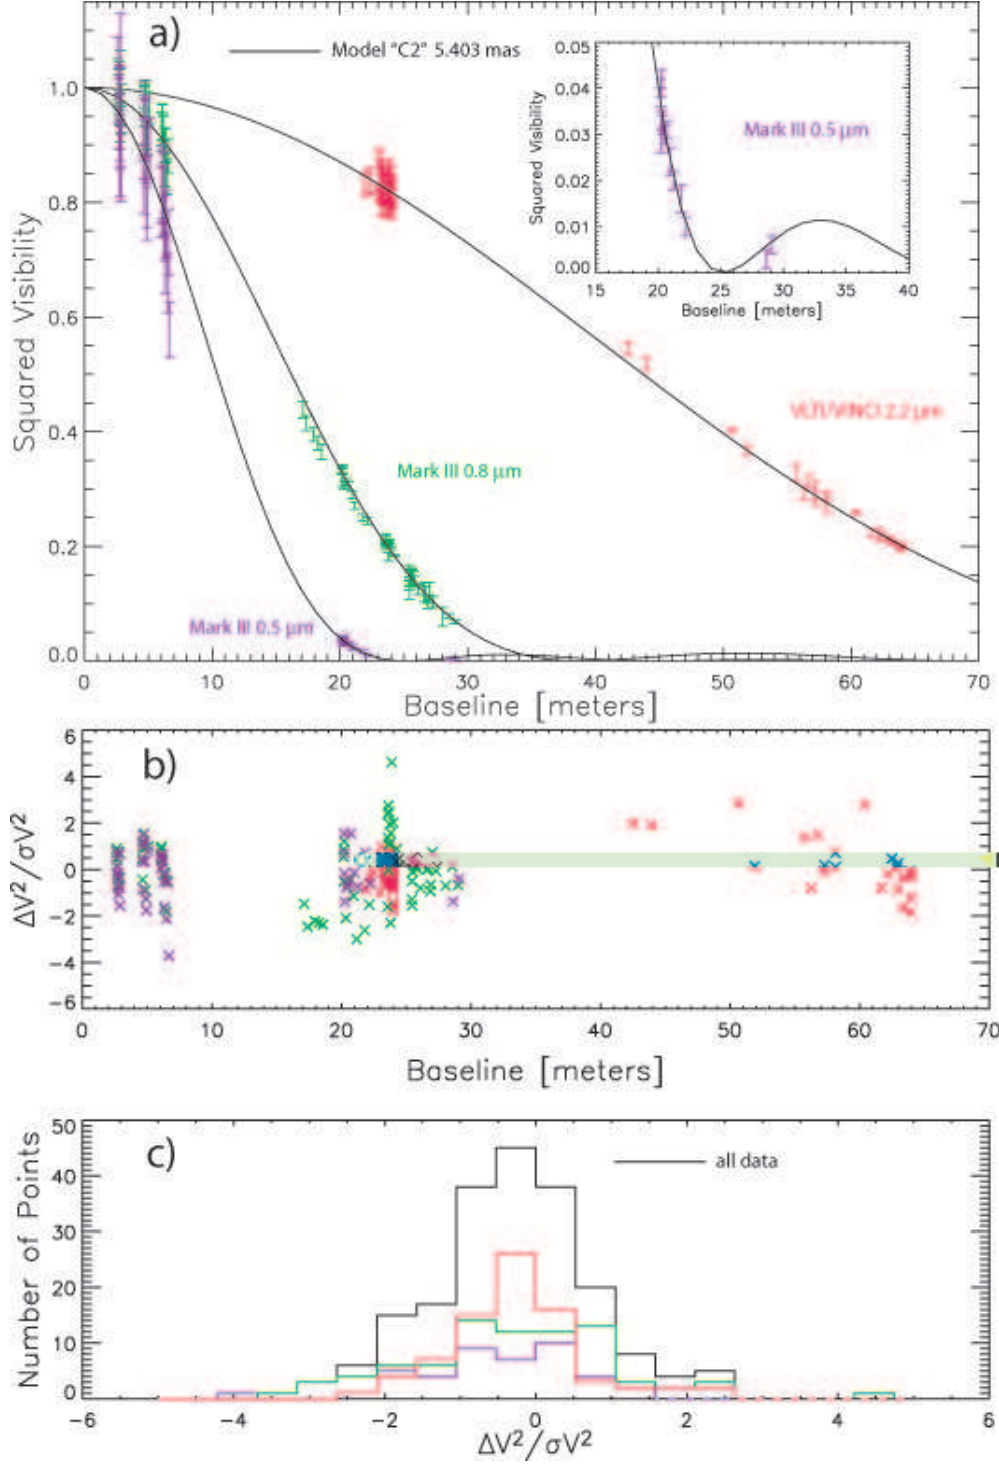 a)
Model "C2" 5.403 mas
Squared Visibility
1.0
0.8
0.6
0.4
0.2
0.0
0 10 20 30 40 50 60 70
Baseline [meters]
Mark III 0.5 μm
Mark III 0.8 μm
VLTI/VINCI 2.2 μm
Squared Visibility
0.05
0.04
0.03
0.02
0.01
0.00
Mark III 0.5 μm
15 20 25 30 35 40
Baseline [meters]
b)
ΔV²/σV²
6
4
2
0
−2
−4
−6
0 10 20 30 40 50 60 70
Baseline [meters]
c)
all data
Number of Points
50
40
30
20
10
0
−6 −4 −2 0 2 4 6
ΔV²/σV²